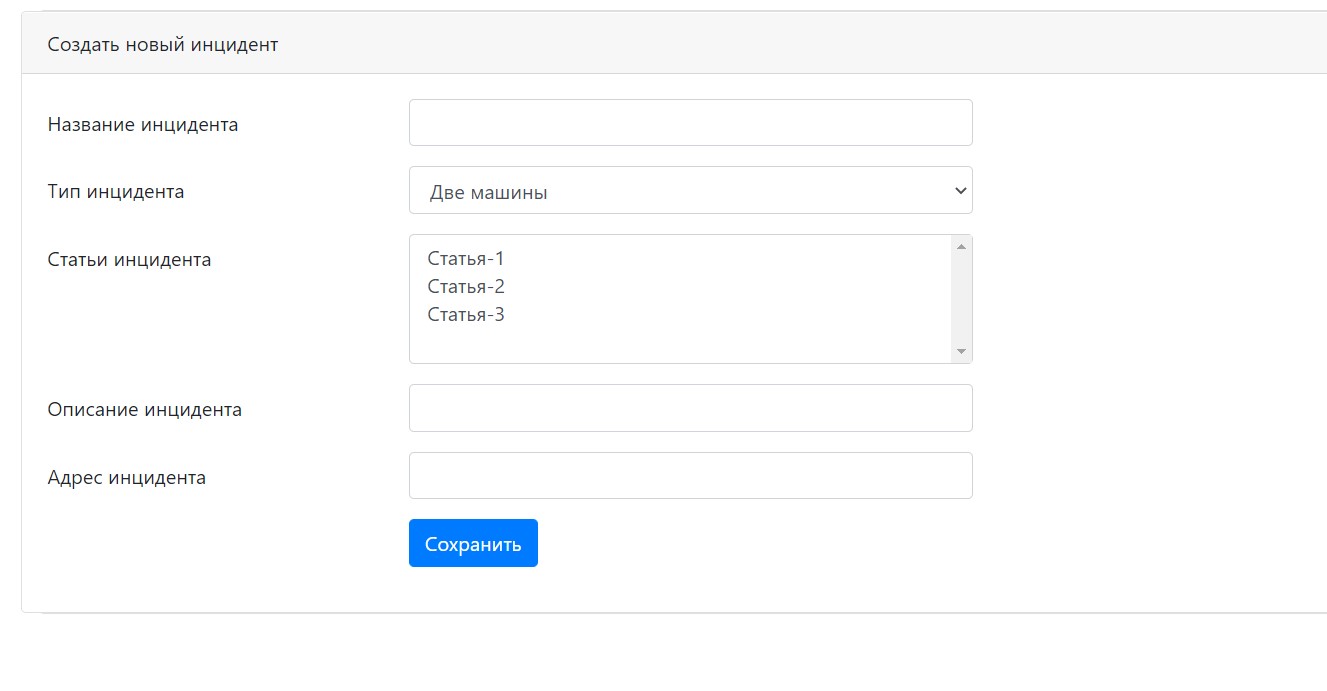 Создать новый инцидент
Название инцидента
Тип инцидента
Две машины
Статьи инцидента
Статья-1
Статья-2
Статья-3
Описание инцидента
Адрес инцидента
Сохранить